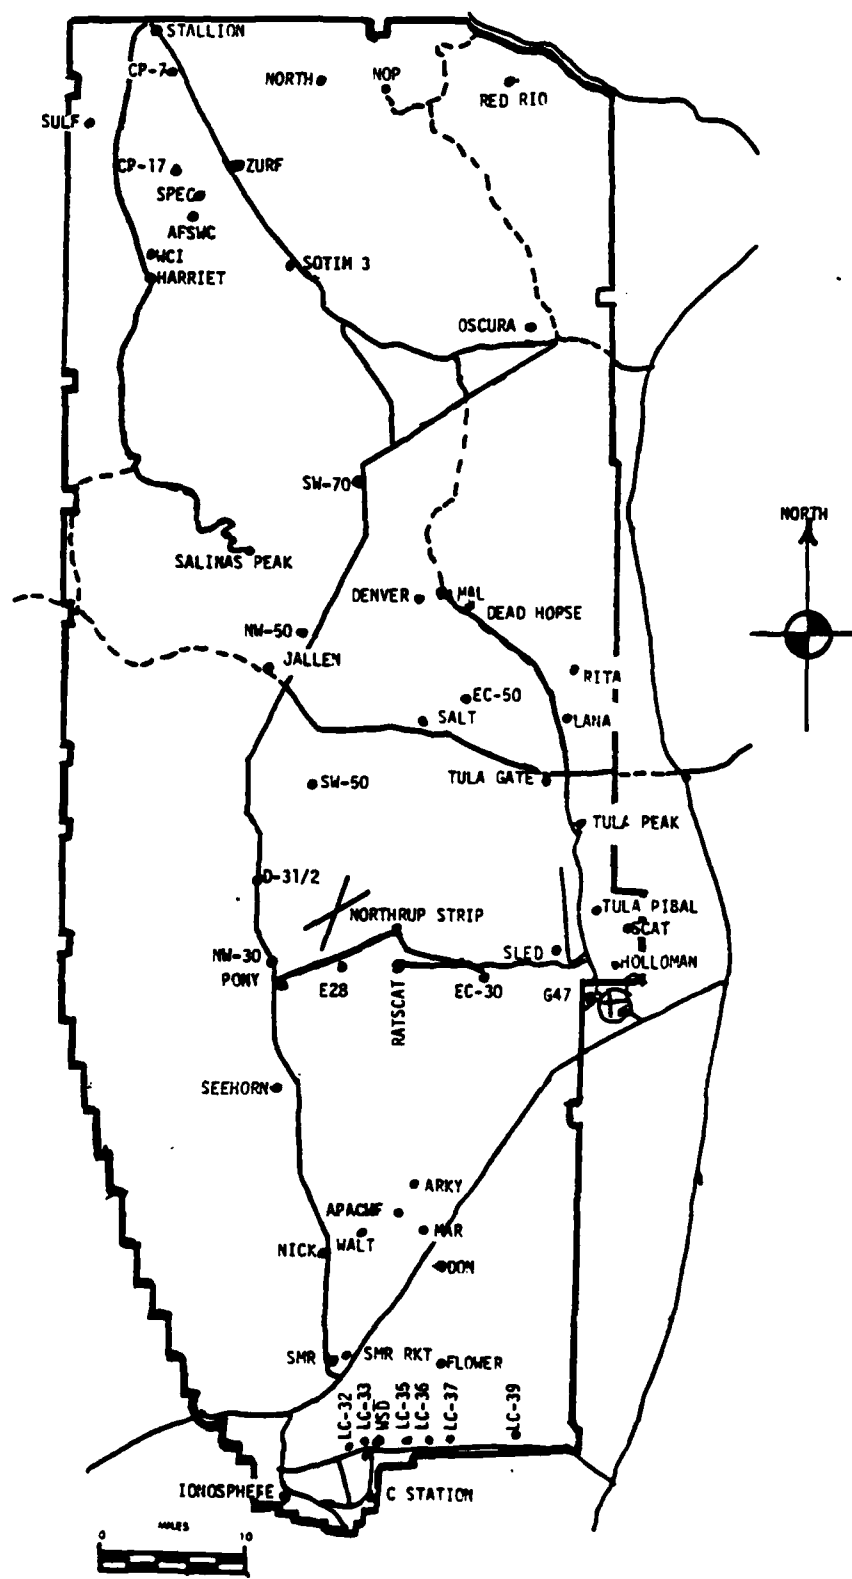 STALLION
CP-7
NORTH
NOP
RED RIO
SULF
CP-17
ZURF
SPEC
AFSWC
WCI
HARRIET
SOTIM 3
OSCURA
SW-70
NORTH
SALINAS PEAK
DENVER
MAL
DEAD HOPSE
NW-50
JALLEN
RITA
EC-50
SALT
LANA
SW-50
TULA GATE
TULA PEAK
D-31/2
NORTHRUP STRIP
TULA PIBAL
SCAT
NW-30
SLED
HOLLOMAN
PONY
E28
RATSCAT
EC-30
G47
SEEHORN
ARKY
APACHE
MAR
NICK
WALT
DON
SMR
SMR RKT
FLOWER
LC-32
LC-33
WSD
LC-35
LC-36
LC-37
LC-39
IONOSPHERE
C STATION
0
MILES
10